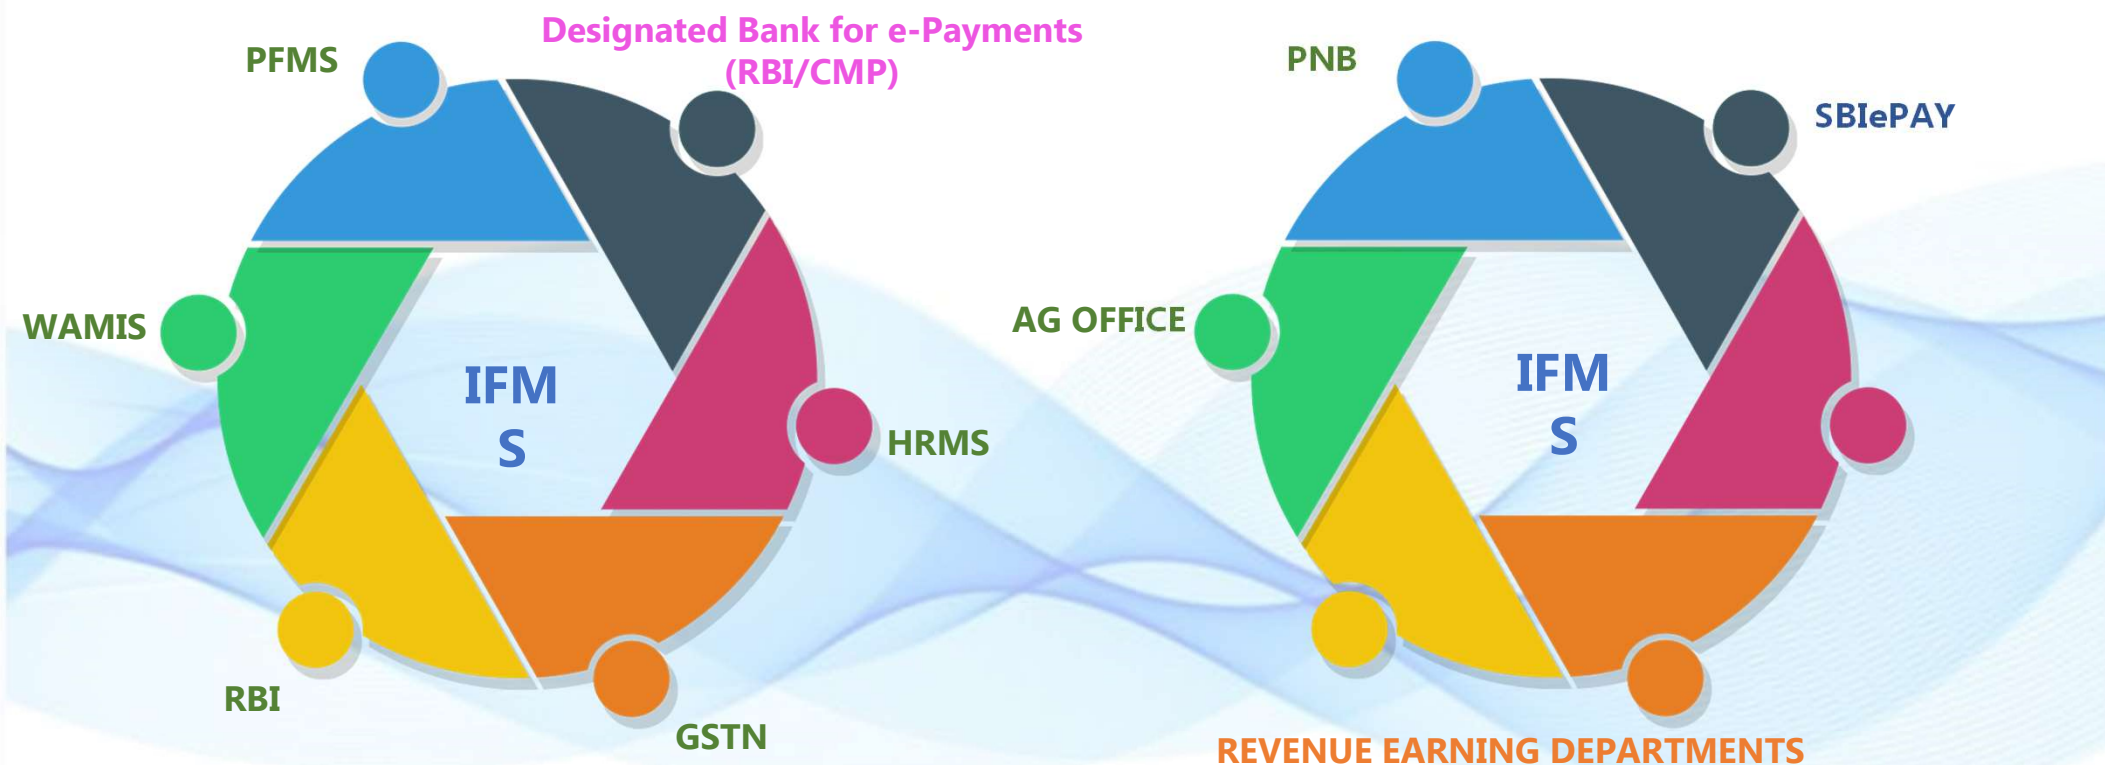 Designated Bank for e-Payments
(RBI/CMP)
PFMS
WAMIS
IFM
S
HRMS
RBI
GSTN
PNB
SBIePAY
AG OFFICE
IFM
S
REVENUE EARNING DEPARTMENTS